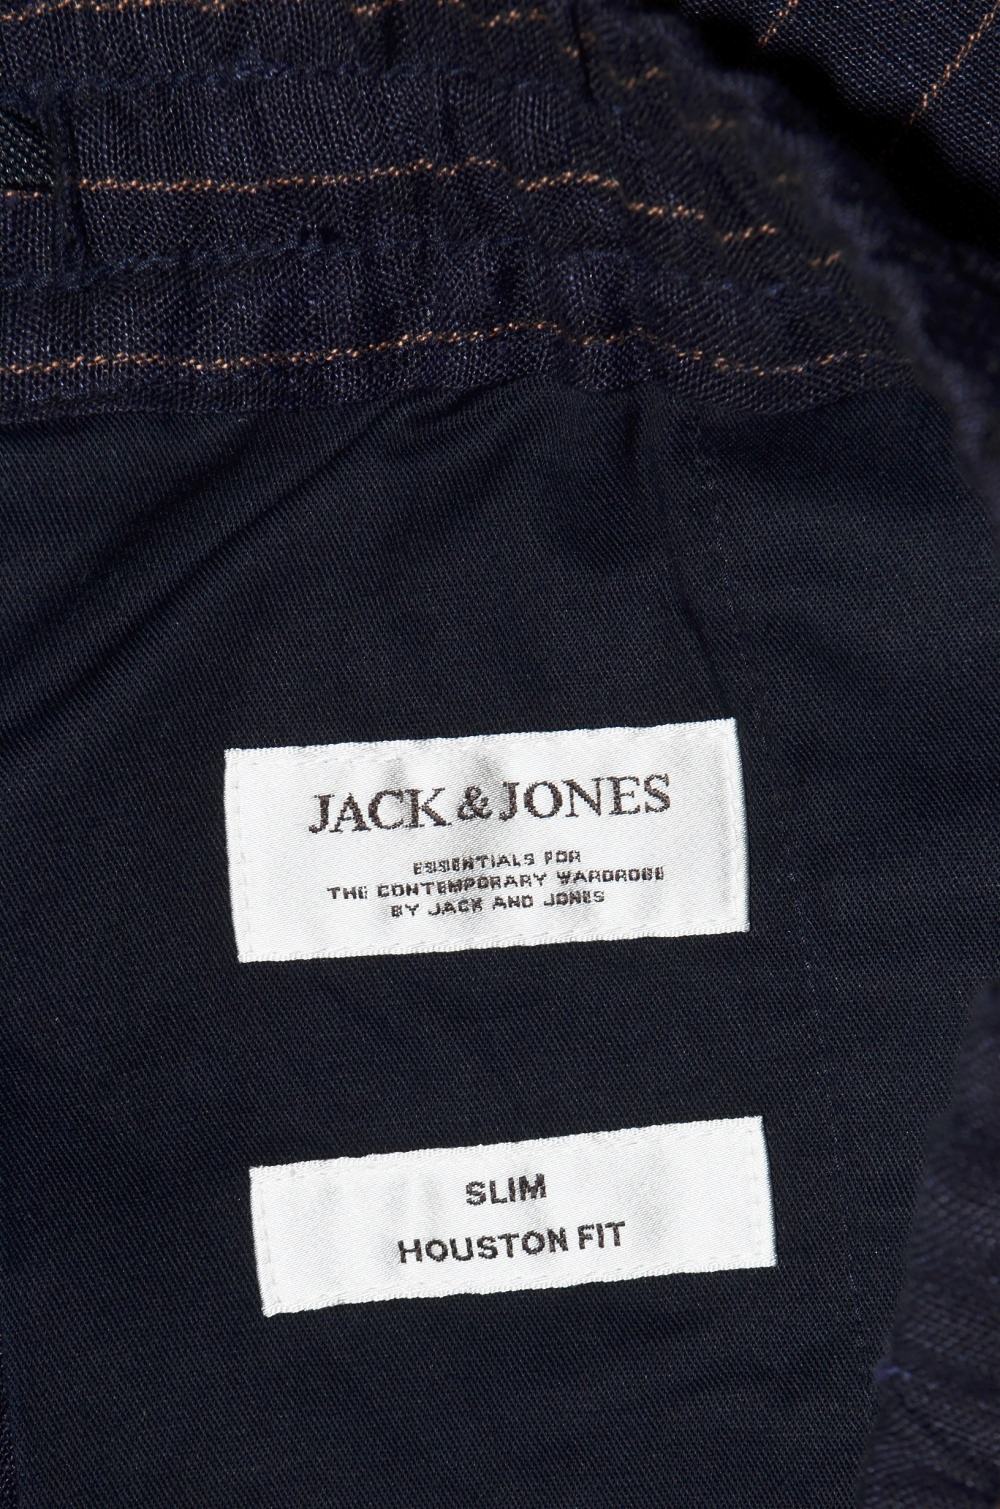 JACK & JONES
ESSENTIALS FOR
THE CONTEMPORARY WARDROBE
BY JACK AND JONES
SLIM
HOUSTON FIT